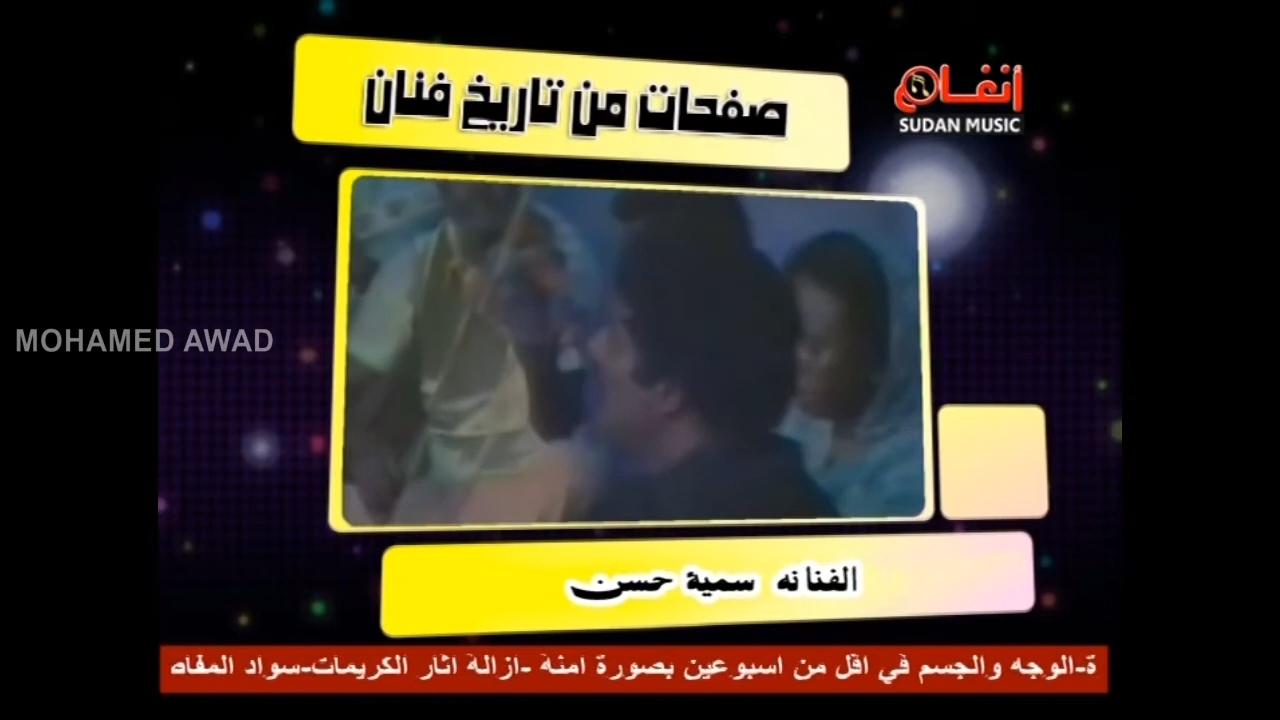 صفحات من تاريخ فنان
أنغام
SUDAN MUSIC
MOHAMED AWAD
الفنانه سمية حسن
ة-الوجه والجسم في اقل من اسبوعين بصورة امنة -ازالة اثار الكريمات-سواد المفاص